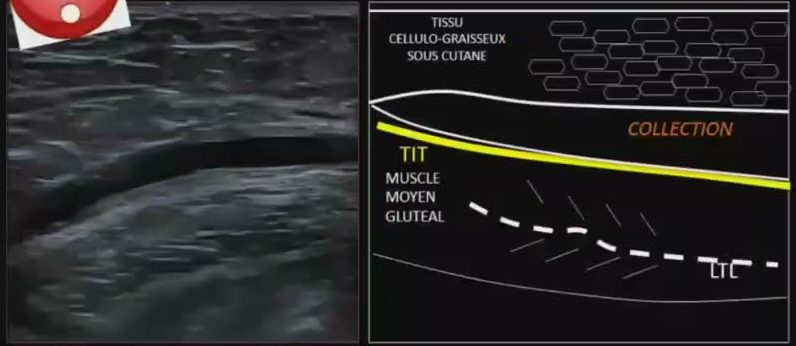 TISSU
CELLULO-GRAISSEUX
SOUS CUTANE
COLLECTION
TIT
MUSCLE
MOYEN
GLUTEAL
LTL